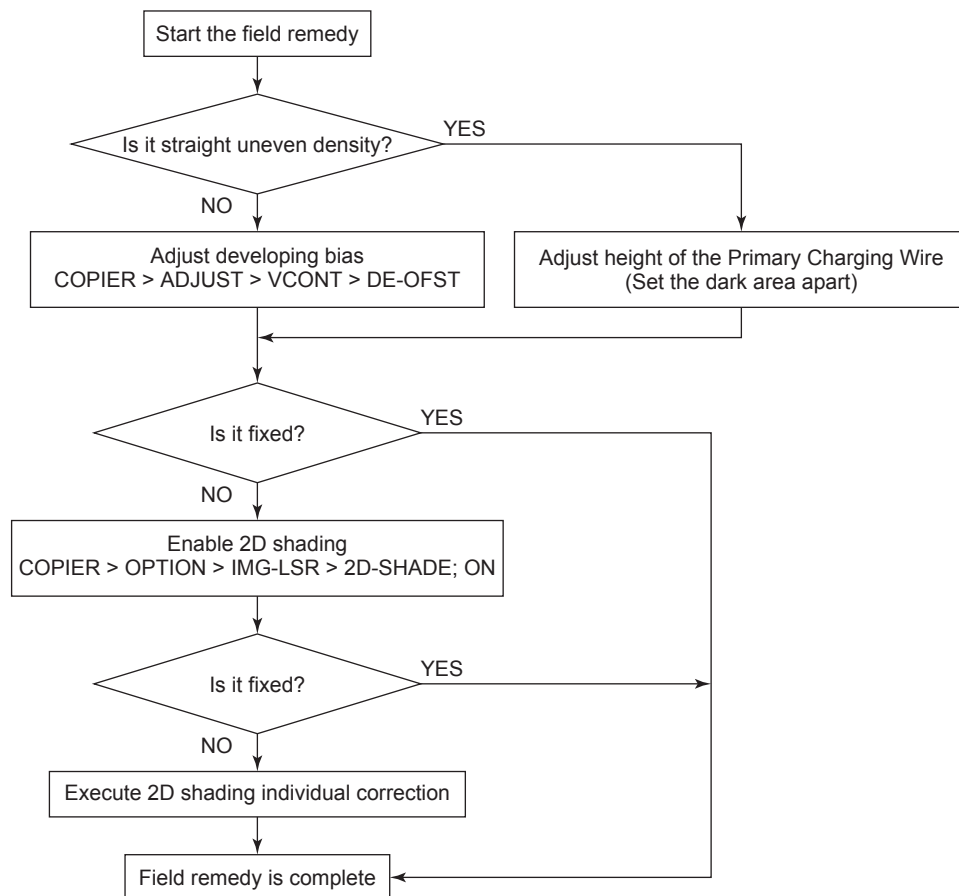 Start the field remedy
Is it straight uneven density?
YES
NO
Adjust developing bias
COPIER > ADJUST > VCONT > DE-OFST
Adjust height of the Primary Charging Wire
(Set the dark area apart)
Is it fixed?
YES
NO
Enable 2D shading
COPIER > OPTION > IMG-LSR > 2D-SHADE; ON
Is it fixed?
YES
NO
Execute 2D shading individual correction
Field remedy is complete